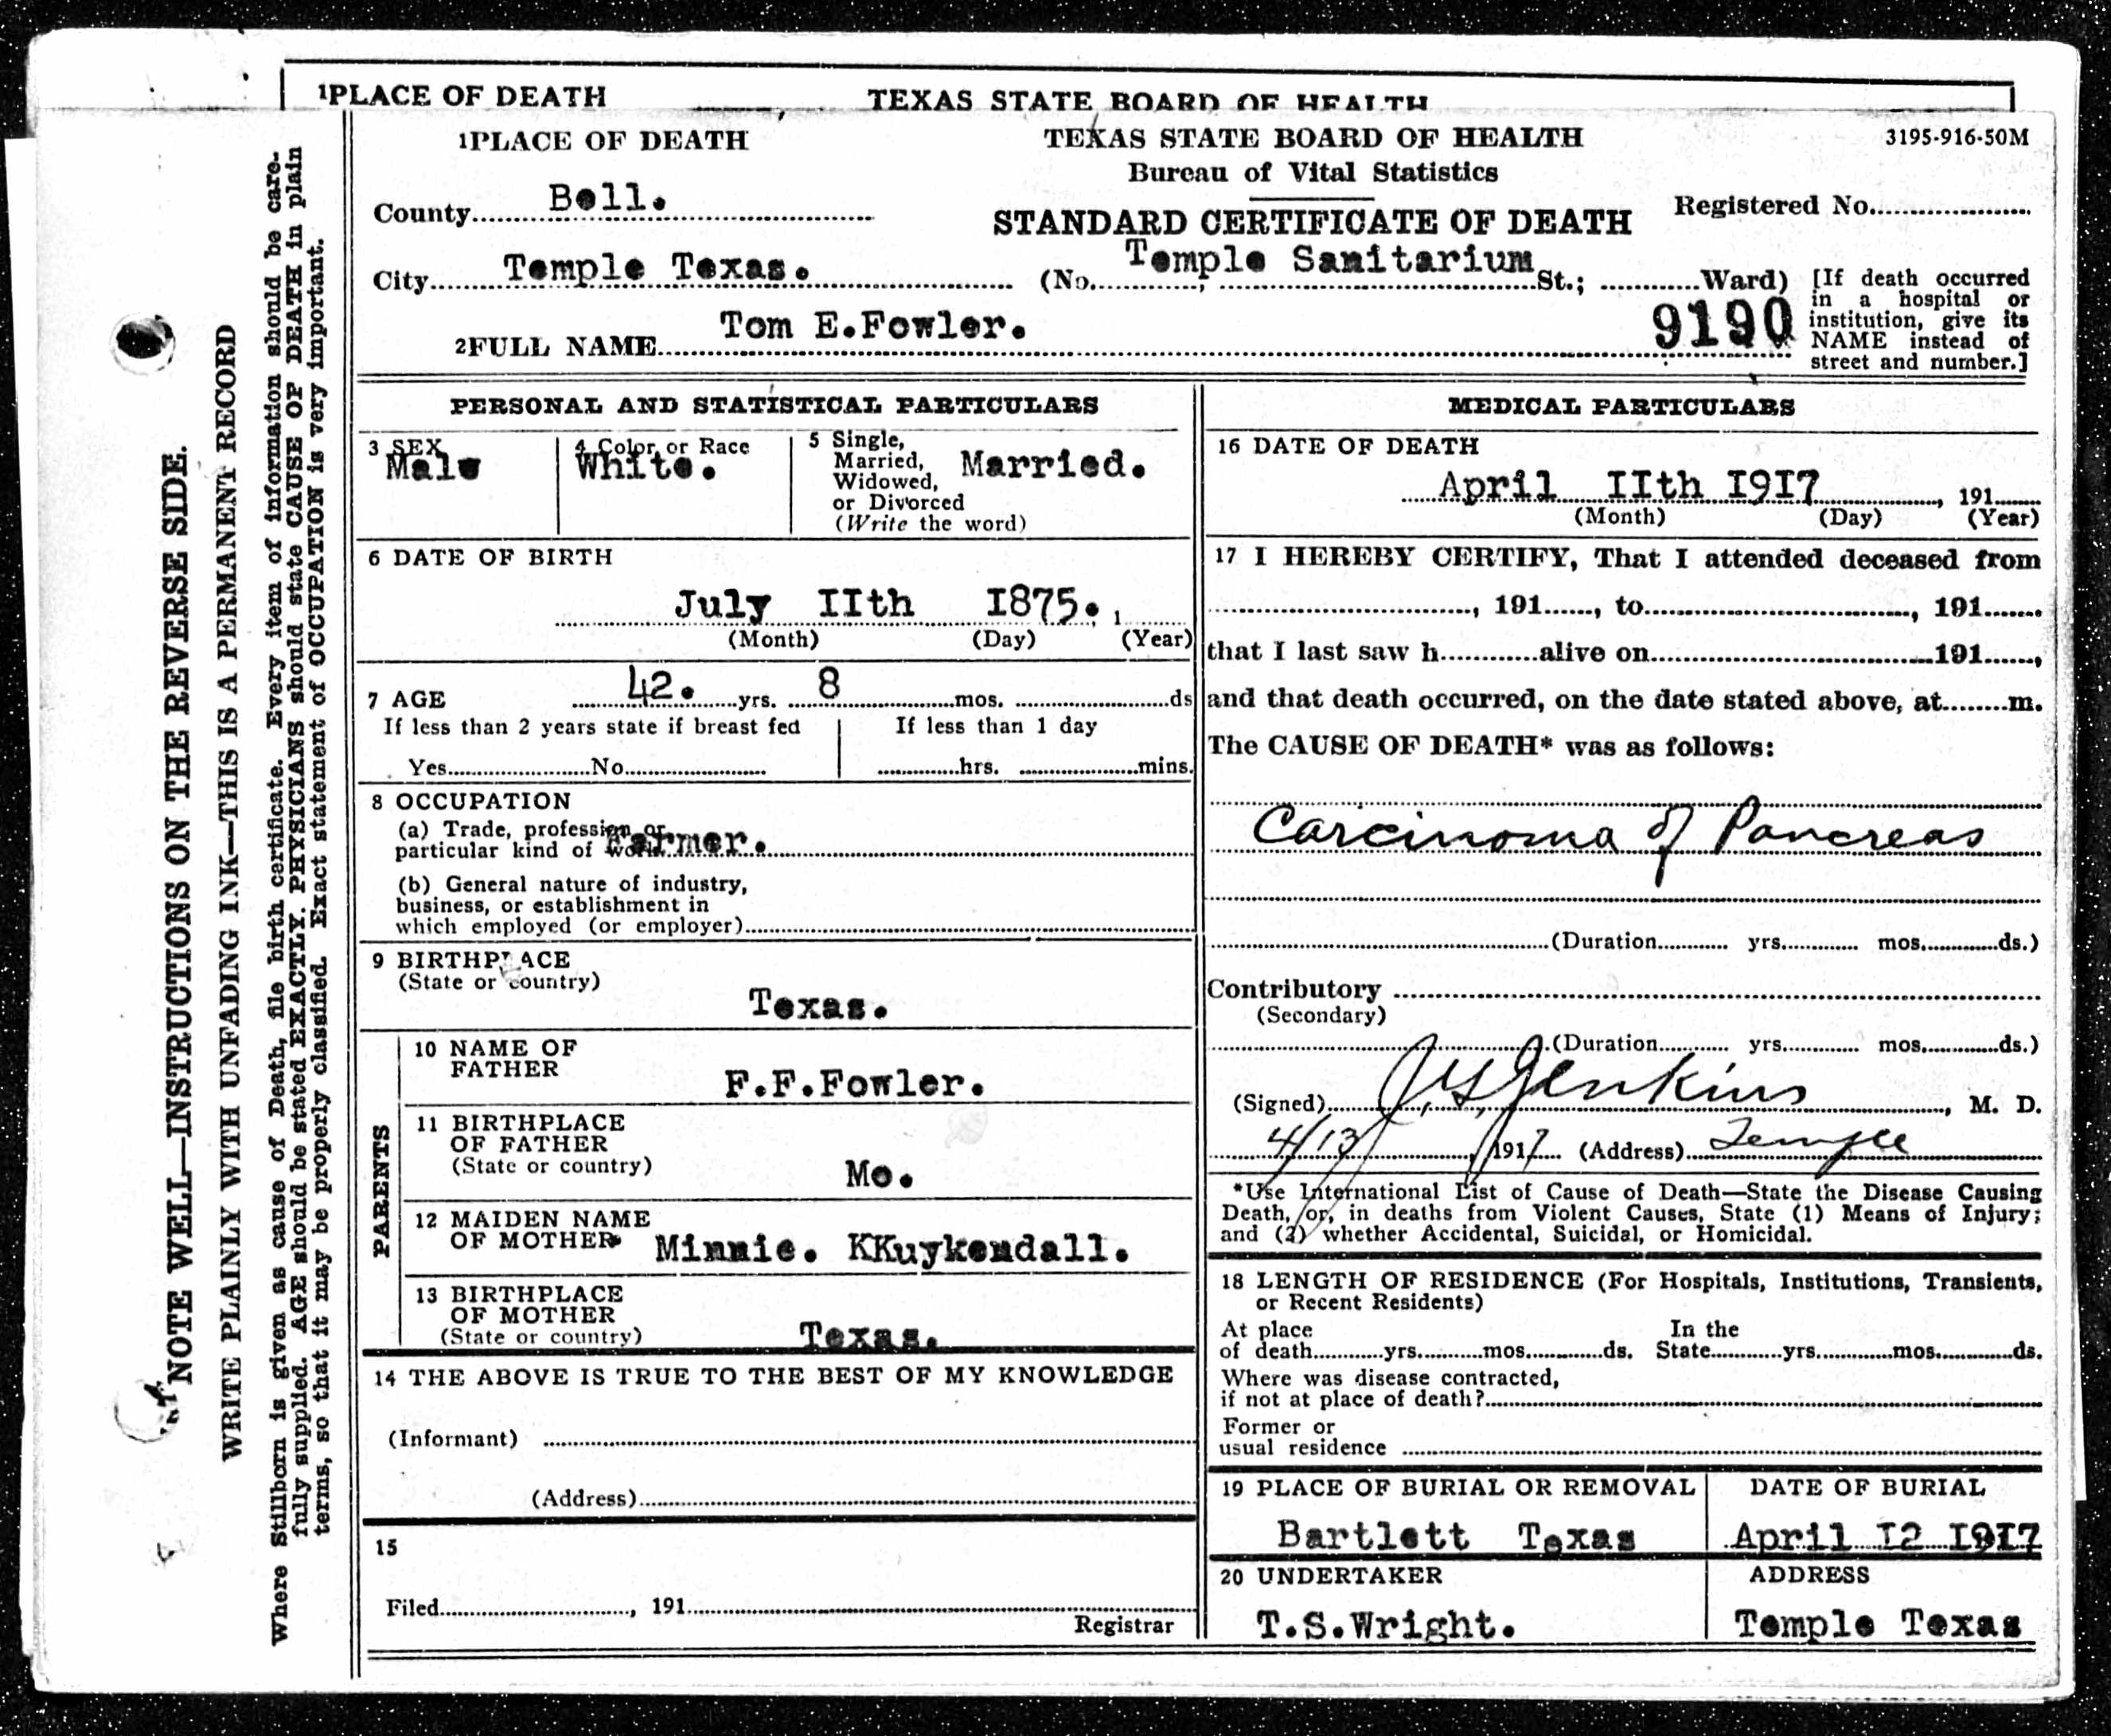 1PLACE OF DEATH TEXAS STATE BOARD OF HEALTH
1PLACE OF DEATH TEXAS STATE BOARD OF HEALTH 3195-916-50M
Bureau of Vital Statistics
County Bell. Registered No.
STANDARD CERTIFICATE OF DEATH
City Temple Texas. (No. Temple Sanitarium St.; Ward)
[If death occurred
in a hospital or
institution, give its
NAME instead of
street and number.]
2FULL NAME Tom E.Fowler. 9190
PERSONAL AND STATISTICAL PARTICULARS
3 SEX
Male
4 Color or Race
White.
5 Single,
Married,
Widowed,
or Divorced
(Write the word)
Married.
6 DATE OF BIRTH
July IIth I875. , 1
(Month) (Day) (Year)
7 AGE 42. yrs. 8 mos. ds
If less than 2 years state if breast fed
Yes No
If less than 1 day
hrs. mins.
8 OCCUPATION
(a) Trade, profession or
particular kind of work Farmer.
(b) General nature of industry,
business, or establishment in
which employed (or employer)
9 BIRTHPLACE
(State or country)
Texas.
PARENTS
10 NAME OF
FATHER
F.F.Fowler.
11 BIRTHPLACE
OF FATHER
(State or country)
Mo.
12 MAIDEN NAME
OF MOTHER Minnie. KKuykendall.
13 BIRTHPLACE
OF MOTHER
(State or country) Texas.
14 THE ABOVE IS TRUE TO THE BEST OF MY KNOWLEDGE
(Informant)
(Address)
15
Filed , 191
Registrar
MEDICAL PARTICULARS
16 DATE OF DEATH
April IIth I9I7 , 191
(Month) (Day) (Year)
17 I HEREBY CERTIFY, That I attended deceased from
, 191 , to , 191
that I last saw h alive on 191 ,
and that death occurred, on the date stated above, at m.
The CAUSE OF DEATH* was as follows:
Carcinoma of Pancreas
(Duration yrs. mos. ds.)
Contributory
(Secondary)
(Duration yrs. mos. ds.)
(Signed) Jenkins , M. D.
4/13 , 1917 (Address) Temple
*Use International List of Cause of Death—State the Disease Causing
Death, or, in deaths from Violent Causes, State (1) Means of Injury;
and (2) whether Accidental, Suicidal, or Homicidal.
18 LENGTH OF RESIDENCE (For Hospitals, Institutions, Transients,
or Recent Residents)
At place In the
of death yrs. mos. ds. State yrs. mos. ds.
Where was disease contracted,
if not at place of death?
Former or
usual residence
19 PLACE OF BURIAL OR REMOVAL
Bartlett Texas
DATE OF BURIAL
April I2 I9I7
20 UNDERTAKER
T.S.Wright.
ADDRESS
Temple Texas
NOTE WELL—INSTRUCTIONS ON THE REVERSE SIDE.
WRITE PLAINLY WITH UNFADING INK—THIS IS A PERMANENT RECORD
Where Stillborn is given as cause of Death, file birth certificate. Every item of information should be care-
fully supplied. AGE should be stated EXACTLY. PHYSICIANS should state CAUSE OF DEATH in plain
terms, so that it may be properly classified. Exact statement of OCCUPATION is very important.